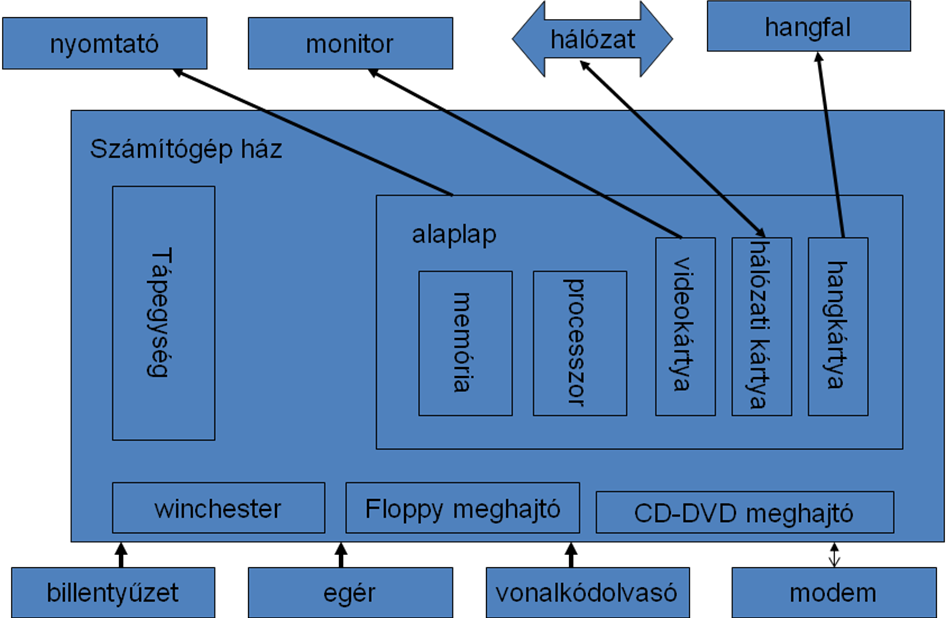 nyomtató
monitor
hálózat
hangfal
Számítógép ház
Tápegység
alaplap
memória
processzor
videokártya
hálózati kártya
hangkártya
winchester
Floppy meghajtó
CD-DVD meghajtó
billentyűzet
egér
vonalkódolvasó
modem